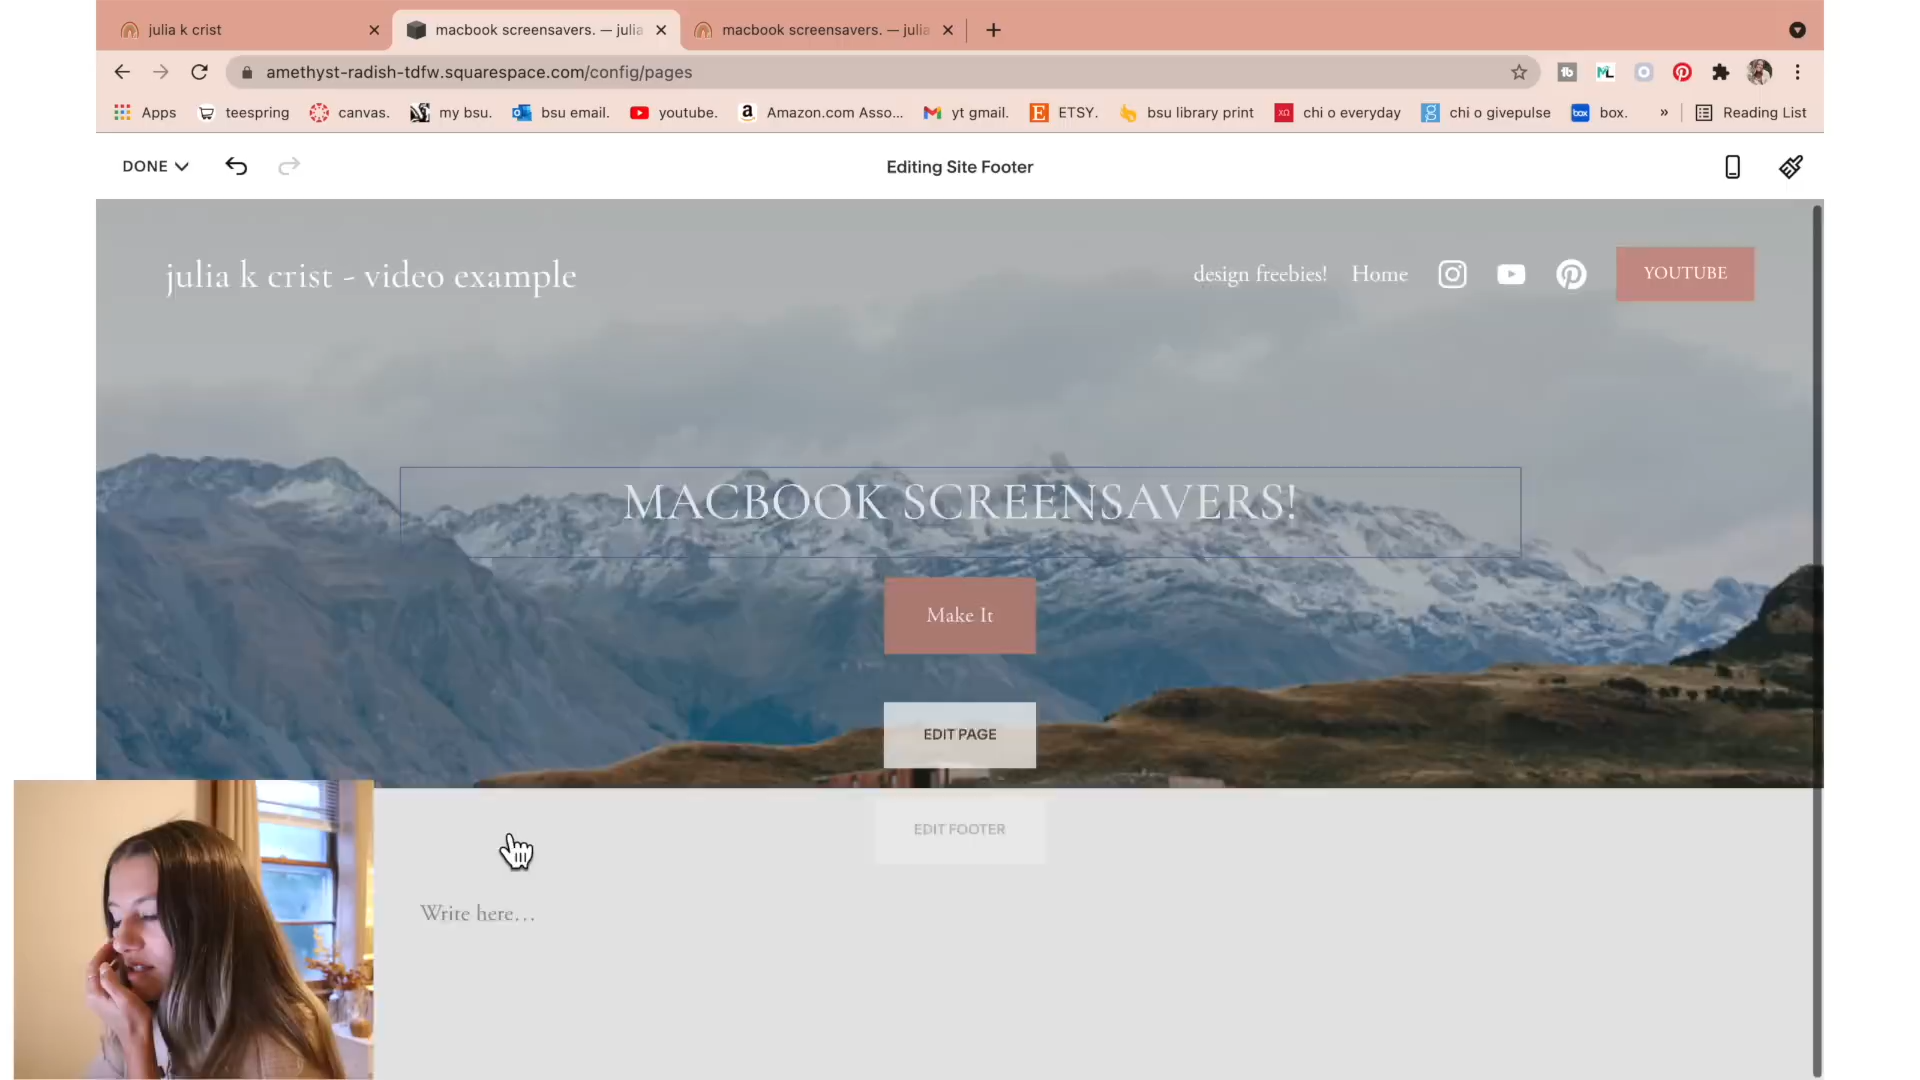 julia k crist
macbook screensavers. — julia
macbook screensavers. — julia
amethyst-radish-tdfw.squarespace.com/config/pages
Apps teespring canvas. my bsu. bsu email. youtube. a Amazon.com Asso... yt gmail. E ETSY. bsu library print ΧΩ chi o everyday g chi o givepulse box box. » Reading List
DONE Editing Site Footer
julia k crist - video example design freebies! Home YOUTUBE
MACBOOK SCREENSAVERS!
Make It
EDIT PAGE
EDIT FOOTER
Write here...